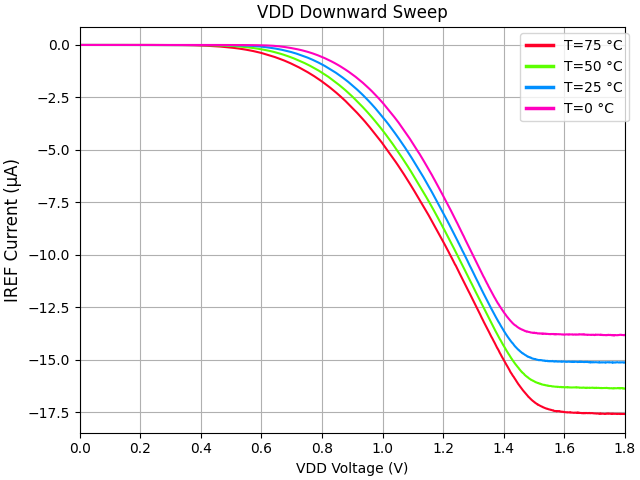 VDD Downward Sweep
IREF Current (µA)
0.0
−2.5
−5.0
−7.5
−10.0
−12.5
−15.0
−17.5
T=75 °C
T=50 °C
T=25 °C
T=0 °C
0.0 0.2 0.4 0.6 0.8 1.0 1.2 1.4 1.6 1.8
VDD Voltage (V)